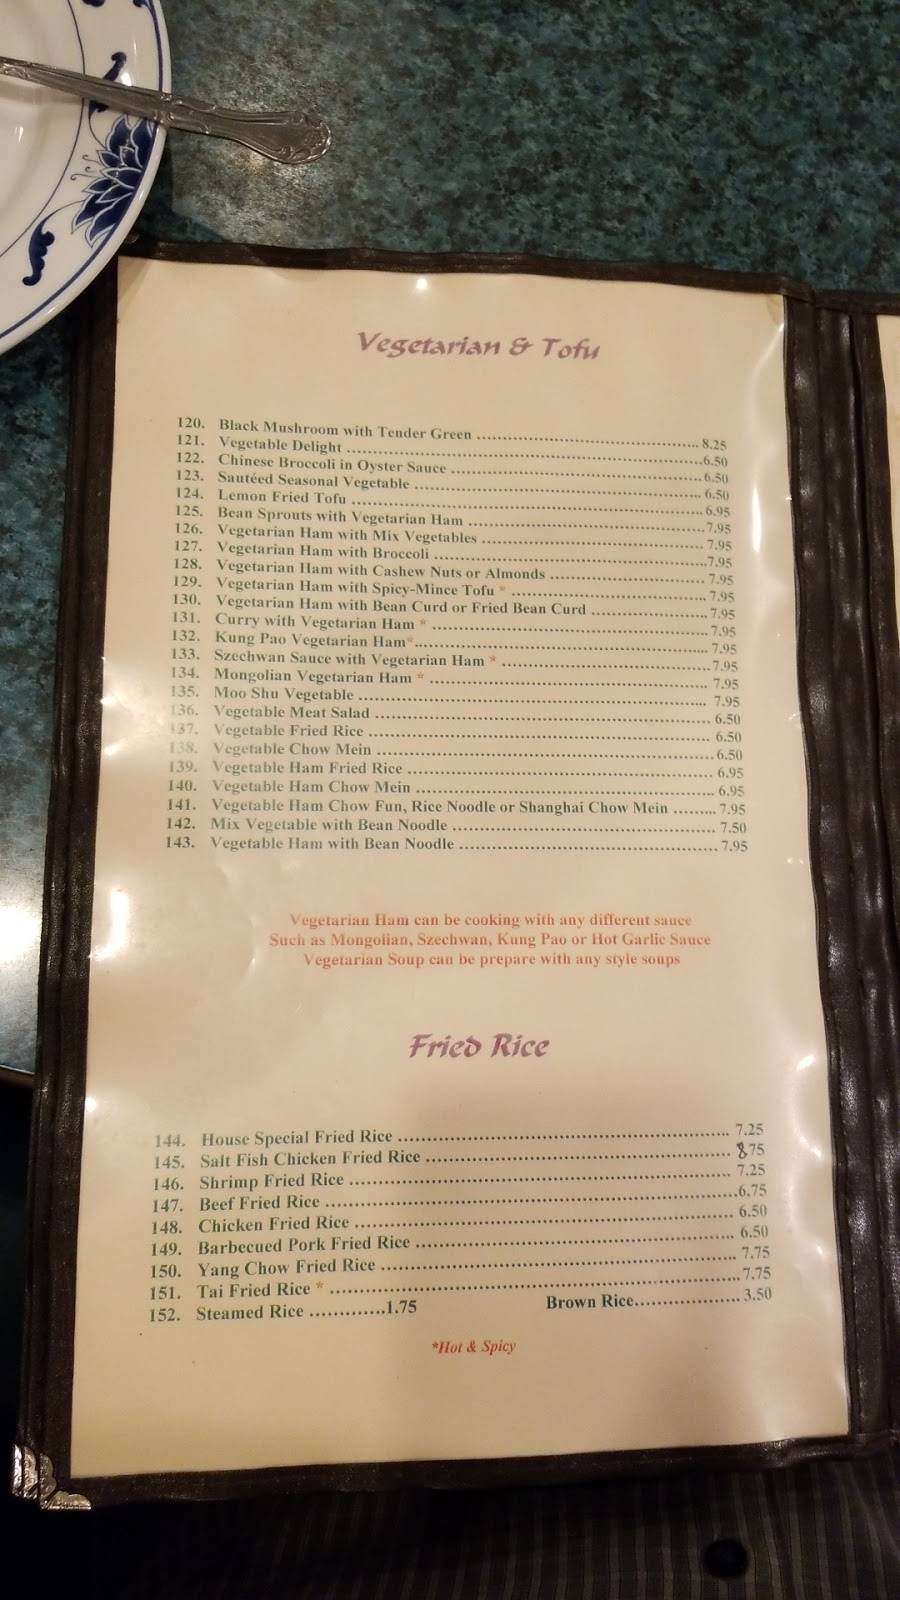 Vegetarian & Tofu
120. Black Mushroom with Tender Green ........ 8.25
121. Vegetable Delight ........ 6.50
122. Chinese Broccoli in Oyster Sauce ........ 6.50
123. Sautéed Seasonal Vegetable ........ 6.50
124. Lemon Fried Tofu ........ 6.95
125. Bean Sprouts with Vegetarian Ham ........ 7.95
126. Vegetarian Ham with Mix Vegetables ........ 7.95
127. Vegetarian Ham with Broccoli ........ 7.95
128. Vegetarian Ham with Cashew Nuts or Almonds ........ 7.95
129. Vegetarian Ham with Spicy-Mince Tofu * ........ 7.95
130. Vegetarian Ham with Bean Curd or Fried Bean Curd ........ 7.95
131. Curry with Vegetarian Ham * ........ 7.95
132. Kung Pao Vegetarian Ham* ........ 7.95
133. Szechwan Sauce with Vegetarian Ham * ........ 7.95
134. Mongolian Vegetarian Ham * ........ 7.95
135. Moo Shu Vegetable ........ 7.95
136. Vegetable Meat Salad ........ 6.50
137. Vegetable Fried Rice ........ 6.50
138. Vegetable Chow Mein ........ 6.50
139. Vegetable Ham Fried Rice ........ 6.95
140. Vegetable Ham Chow Mein ........ 6.95
141. Vegetable Ham Chow Fun, Rice Noodle or Shanghai Chow Mein ........ 7.95
142. Mix Vegetable with Bean Noodle ........ 7.50
143. Vegetable Ham with Bean Noodle ........ 7.95
Vegetarian Ham can be cooking with any different sauce
Such as Mongolian, Szechwan, Kung Pao or Hot Garlic Sauce
Vegetarian Soup can be prepare with any style soups
Fried Rice
144. House Special Fried Rice ........ 7.25
145. Salt Fish Chicken Fried Rice ........ 8.75
146. Shrimp Fried Rice ........ 7.25
147. Beef Fried Rice ........ 6.75
148. Chicken Fried Rice ........ 6.50
149. Barbecued Pork Fried Rice ........ 6.50
150. Yang Chow Fried Rice ........ 7.75
151. Tai Fried Rice * ........ 7.75
152. Steamed Rice ........ 1.75 Brown Rice ........ 3.50
*Hot & Spicy